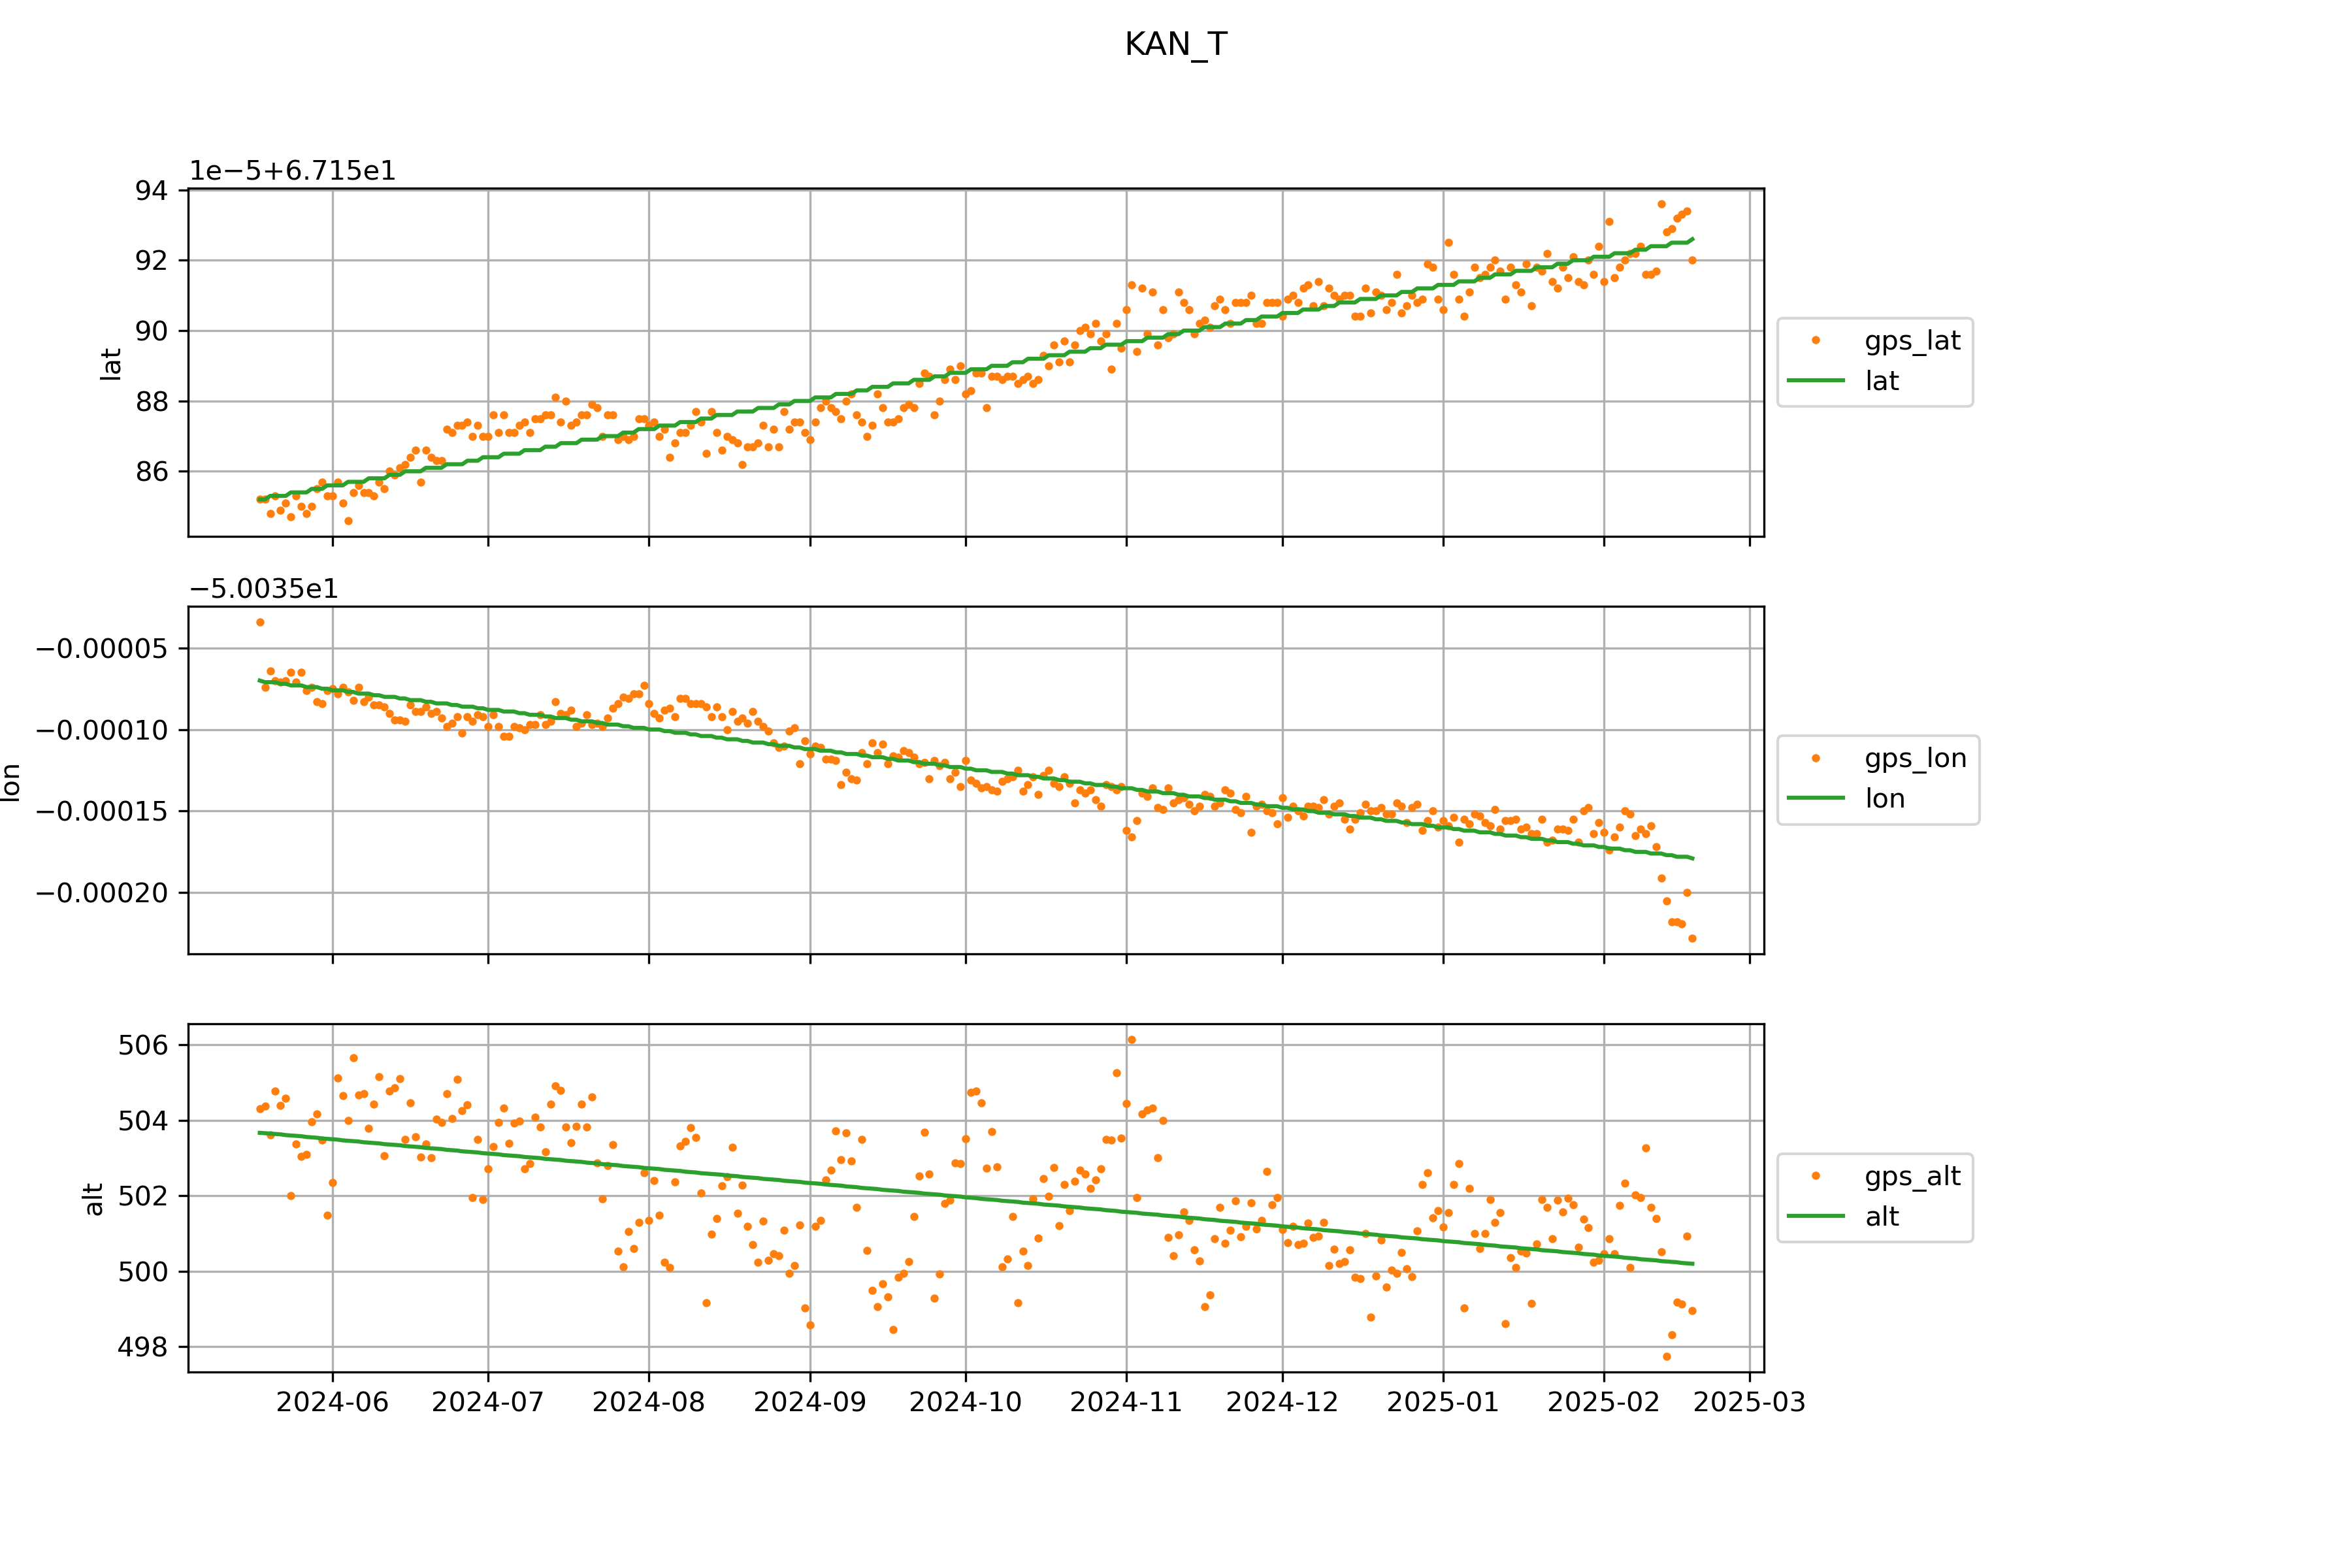 KAN_T
1e−5+6.715e1
94
92
90
88
86
lat
gps_lat
lat
−5.0035e1
−0.00005
−0.00010
−0.00015
−0.00020
lon
gps_lon
lon
506
504
502
500
498
alt
gps_alt
alt
2024-06 2024-07 2024-08 2024-09 2024-10 2024-11 2024-12 2025-01 2025-02 2025-03